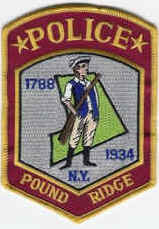 POLICE
1788
1934
N.Y.
POUND RIDGE